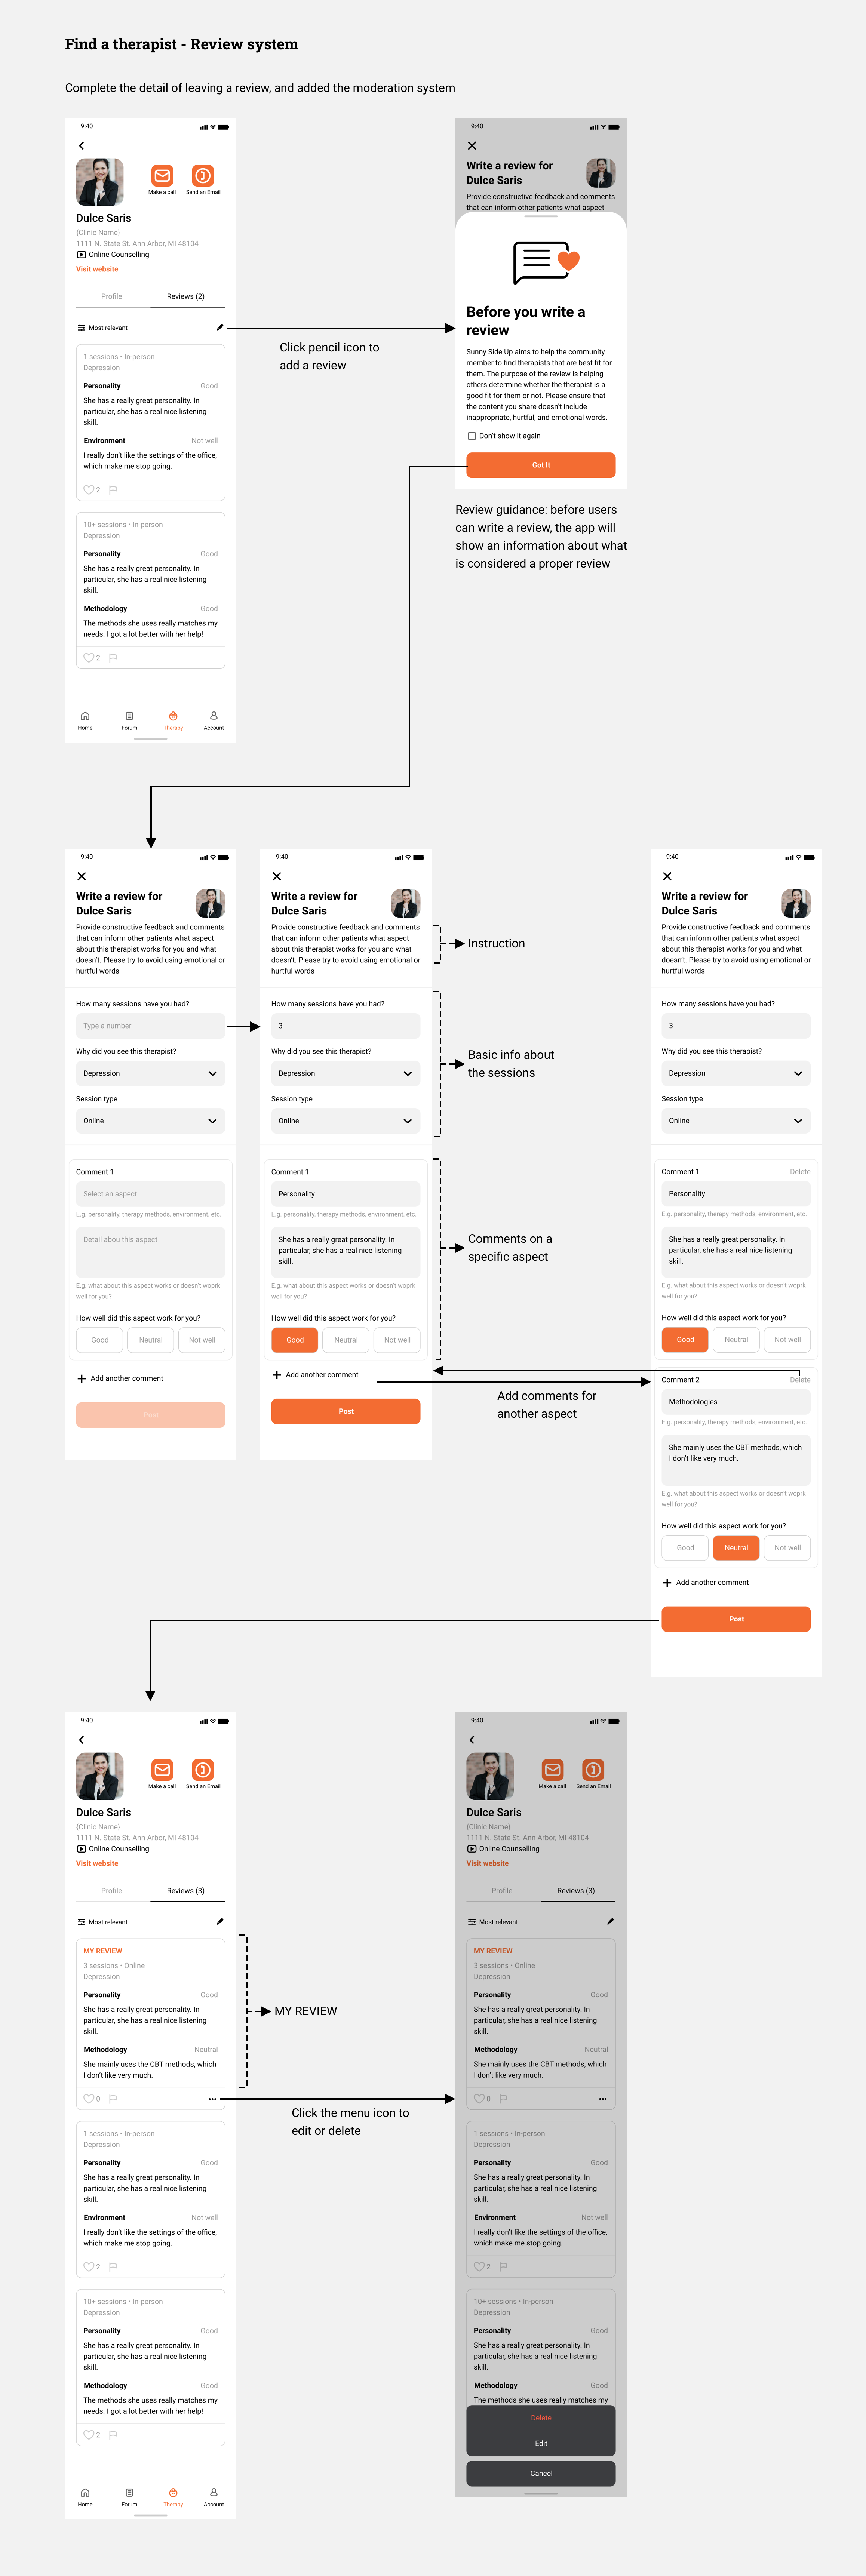 Find a therapist - Review system
Complete the detail of leaving a review, and added the moderation system
9:40
Make a call
Send an Email
Dulce Saris
{Clinic Name}
1111 N. State St. Ann Arbor, MI 48104
Online Counselling
Visit website
Profile
Reviews (2)
Most relevant
1 sessions • In-person
Depression
Personality
Good
She has a really great personality. In
particular, she has a real nice listening
skill.
Environment
Not well
I really don't like the settings of the office,
which make me stop going.
2
10+ sessions • In-person
Depression
Personality
Good
She has a really great personality. In
particular, she has a real nice listening
skill.
Methodology
Good
The methods she uses really matches my
needs. I got a lot better with her help!
2
Home
Forum
Therapy
Account
Click pencil icon to
add a review
9:40
Write a review for
Dulce Saris
Provide constructive feedback and comments
that can inform other patients what aspect
Before you write a
review
Sunny Side Up aims to help the community
member to find therapists that are best fit for
them. The purpose of the review is helping
others determine whether the therapist is a
good fit for them or not. Please ensure that
the content you share doesn't include
inappropriate, hurtful, and emotional words.
Don't show it again
Got It
Review guidance: before users
can write a review, the app will
show an information about what
is considered a proper review
9:40
Write a review for
Dulce Saris
Provide constructive feedback and comments
that can inform other patients what aspect
about this therapist works for you and what
doesn't. Please try to avoid using emotional or
hurtful words
How many sessions have you had?
Type a number
Why did you see this therapist?
Depression
Session type
Online
Comment 1
Select an aspect
E.g. personality, therapy methods, environment, etc.
Detail abou this aspect
E.g. what about this aspect works or doesn't woprk
well for you?
How well did this aspect work for you?
Good
Neutral
Not well
Add another comment
Post
9:40
Write a review for
Dulce Saris
Provide constructive feedback and comments
that can inform other patients what aspect
about this therapist works for you and what
doesn't. Please try to avoid using emotional or
hurtful words
How many sessions have you had?
3
Why did you see this therapist?
Depression
Session type
Online
Comment 1
Personality
E.g. personality, therapy methods, environment, etc.
She has a really great personality. In
particular, she has a real nice listening
skill.
E.g. what about this aspect works or doesn't woprk
well for you?
How well did this aspect work for you?
Good
Neutral
Not well
Add another comment
Post
Instruction
Basic info about
the sessions
Comments on a
specific aspect
Add comments for
another aspect
9:40
Write a review for
Dulce Saris
Provide constructive feedback and comments
that can inform other patients what aspect
about this therapist works for you and what
doesn't. Please try to avoid using emotional or
hurtful words
How many sessions have you had?
3
Why did you see this therapist?
Depression
Session type
Online
Comment 1
Delete
Personality
E.g. personality, therapy methods, environment, etc.
She has a really great personality. In
particular, she has a real nice listening
skill.
E.g. what about this aspect works or doesn't woprk
well for you?
How well did this aspect work for you?
Good
Neutral
Not well
Comment 2
Delete
Methodologies
E.g. personality, therapy methods, environment, etc.
She mainly uses the CBT methods, which
I don't like very much.
E.g. what about this aspect works or doesn't woprk
well for you?
How well did this aspect work for you?
Good
Neutral
Not well
Add another comment
Post
9:40
Make a call
Send an Email
Dulce Saris
{Clinic Name}
1111 N. State St. Ann Arbor, MI 48104
Online Counselling
Visit website
Profile
Reviews (3)
Most relevant
MY REVIEW
3 sessions • Online
Depression
Personality
Good
She has a really great personality. In
particular, she has a real nice listening
skill.
Methodology
Neutral
She mainly uses the CBT methods, which
I don't like very much.
0
1 sessions • In-person
Depression
Personality
Good
She has a really great personality. In
particular, she has a real nice listening
skill.
Environment
Not well
I really don't like the settings of the office,
which make me stop going.
2
10+ sessions • In-person
Depression
Personality
Good
She has a really great personality. In
particular, she has a real nice listening
skill.
Methodology
Good
The methods she uses really matches my
needs. I got a lot better with her help!
2
Home
Forum
Therapy
Account
MY REVIEW
Click the menu icon to
edit or delete
9:40
Make a call
Send an Email
Dulce Saris
{Clinic Name}
1111 N. State St. Ann Arbor, MI 48104
Online Counselling
Visit website
Profile
Reviews (3)
Most relevant
MY REVIEW
3 sessions • Online
Depression
Personality
Good
She has a really great personality. In
particular, she has a real nice listening
skill.
Methodology
Neutral
She mainly uses the CBT methods, which
I don't like very much.
0
1 sessions • In-person
Depression
Personality
Good
She has a really great personality. In
particular, she has a real nice listening
skill.
Environment
Not well
I really don't like the settings of the office,
which make me stop going.
2
10+ sessions • In-person
Depression
Personality
Good
She has a really great personality. In
particular, she has a real nice listening
skill.
Methodology
Good
The methods she uses really matches my
Delete
Edit
Cancel